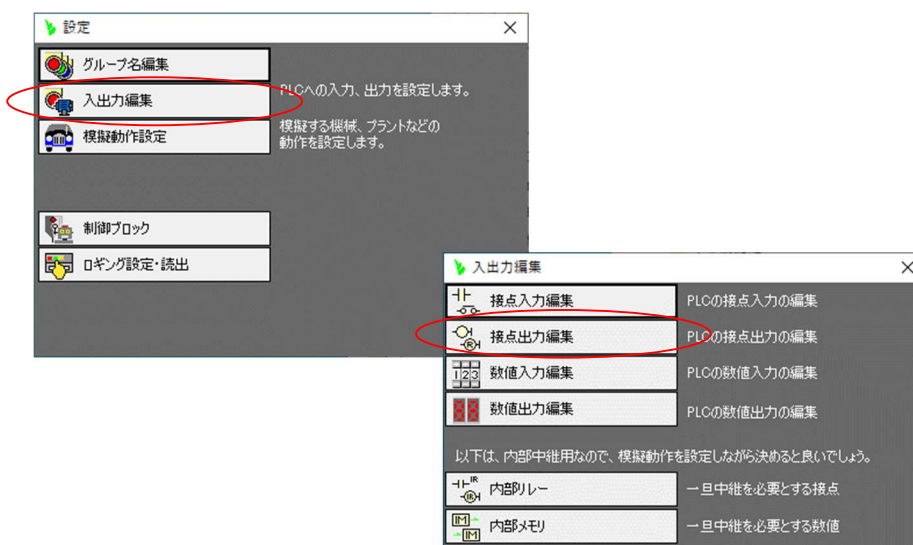 設定
グループ名編集
入出力編集
PLCへの入力、出力を設定します。
模擬動作設定
模擬する機械、プラントなどの
動作を設定します。
制御ブロック
ロギング設定・読出
入出力編集
接点入力編集
PLCの接点入力の編集
接点出力編集
PLCの接点出力の編集
数値入力編集
PLCの数値入力の編集
数値出力編集
PLCの数値出力の編集
以下は、内部中継用なので、模擬動作を設定しながら決めると良いでしょう。
内部リレー
一旦中継を必要とする接点
内部メモリ
一旦中継を必要とする数値